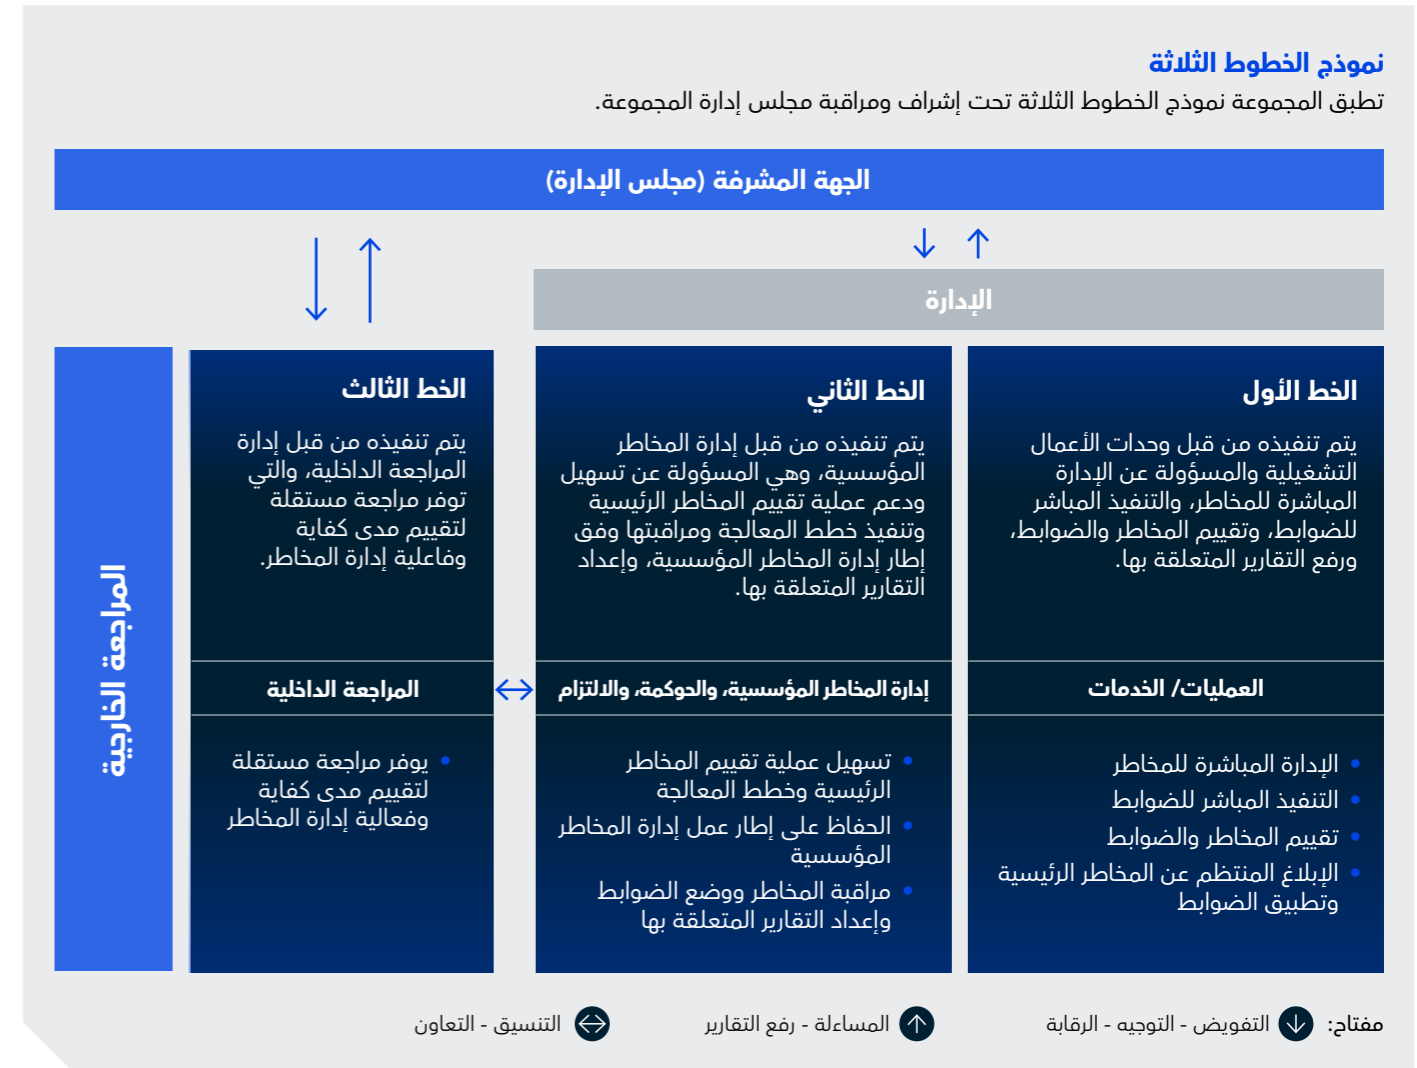 نموذج الخطوط الثلاثة
تطبق المجموعة نموذج الخطوط الثلاثة تحت إشراف ومراقبة مجلس إدارة المجموعة.
الجهة المشرفة (مجلس الإدارة)
الإدارة
الخط الأول
يتم تنفيذه من قبل وحدات الأعمال
التشغيلية والمسؤولة عن الإدارة
المباشرة للمخاطر، والتنفيذ المباشر
للضوابط، وتقييم المخاطر والضوابط،
ورفع التقارير المتعلقة بها.
العمليات/ الخدمات
• الإدارة المباشرة للمخاطر
• التنفيذ المباشر للضوابط
• تقييم المخاطر والضوابط
• الإبلاغ المنتظم عن المخاطر الرئيسية
وتطبيق الضوابط
الخط الثاني
يتم تنفيذه من قبل إدارة المخاطر
المؤسسية، وهي المسؤولة عن تسهيل
ودعم عملية تقييم المخاطر الرئيسية
وتنفيذ خطط المعالجة ومراقبتها وفق
إطار إدارة المخاطر المؤسسية، وإعداد
التقارير المتعلقة بها.
إدارة المخاطر المؤسسية، والحوكمة، والالتزام
• تسهيل عملية تقييم المخاطر
الرئيسية وخطط المعالجة
• الحفاظ على إطار عمل إدارة المخاطر
المؤسسية
• مراقبة المخاطر ووضع الضوابط
وإعداد التقارير المتعلقة بها
الخط الثالث
يتم تنفيذه من قبل إدارة
المراجعة الداخلية، والتي
توفر مراجعة مستقلة
لتقييم مدى كفاية
وفاعلية إدارة المخاطر.
المراجعة الداخلية
• يوفر مراجعة مستقلة
لتقييم مدى كفاية
وفعالية إدارة المخاطر
المراجعة الخارجية
مفتاح: التفويض - التوجيه - الرقابة
المساءلة - رفع التقارير
التنسيق - التعاون